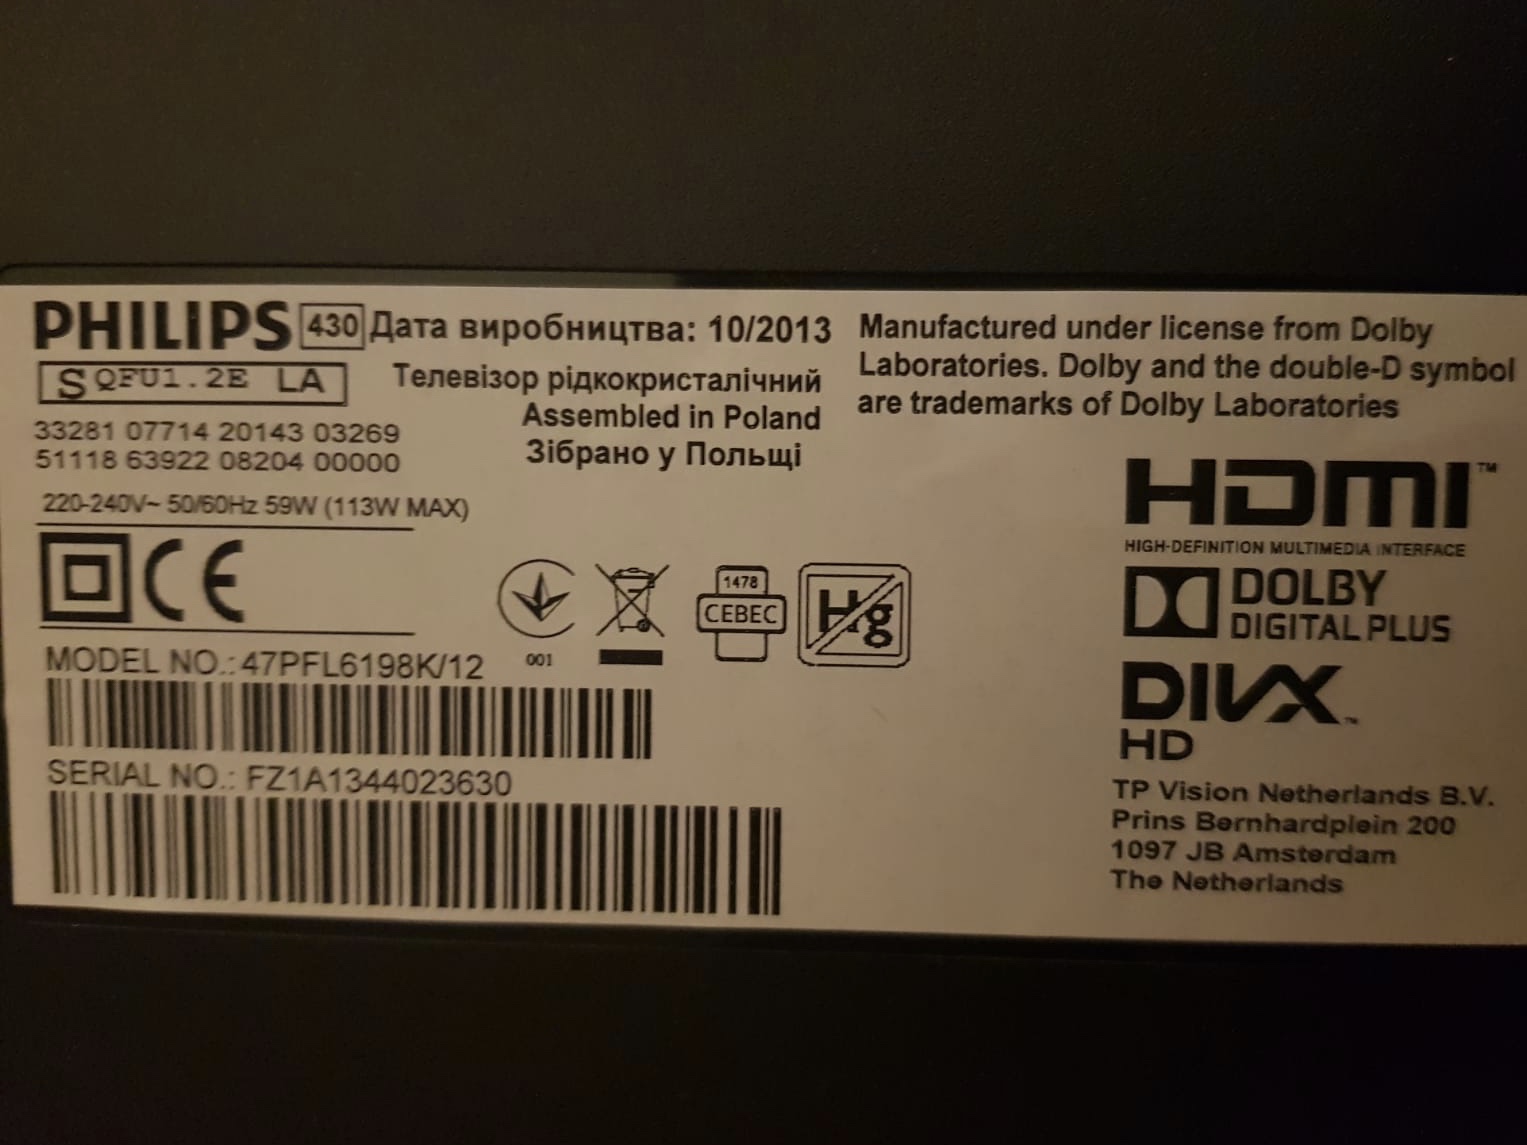 PHILIPS 430 Дата виробництва: 10/2013
S QFU1.2E LA
Телевізор рідкокристалічний
Assembled in Poland
Зібрано у Польщі
33281 07714 20143 03269
51118 63922 08204 00000
220-240V~ 50/60Hz 59W (113W MAX)
CE
001
1478
CEBEC
Hg
MODEL NO.: 47PFL6198K/12
SERIAL NO.: FZ1A1344023630
Manufactured under license from Dolby
Laboratories. Dolby and the double-D symbol
are trademarks of Dolby Laboratories
HDMI™
HIGH-DEFINITION MULTIMEDIA INTERFACE
DOLBY
DIGITAL PLUS
DIVX™
HD
TP Vision Netherlands B.V.
Prins Bernhardplein 200
1097 JB Amsterdam
The Netherlands